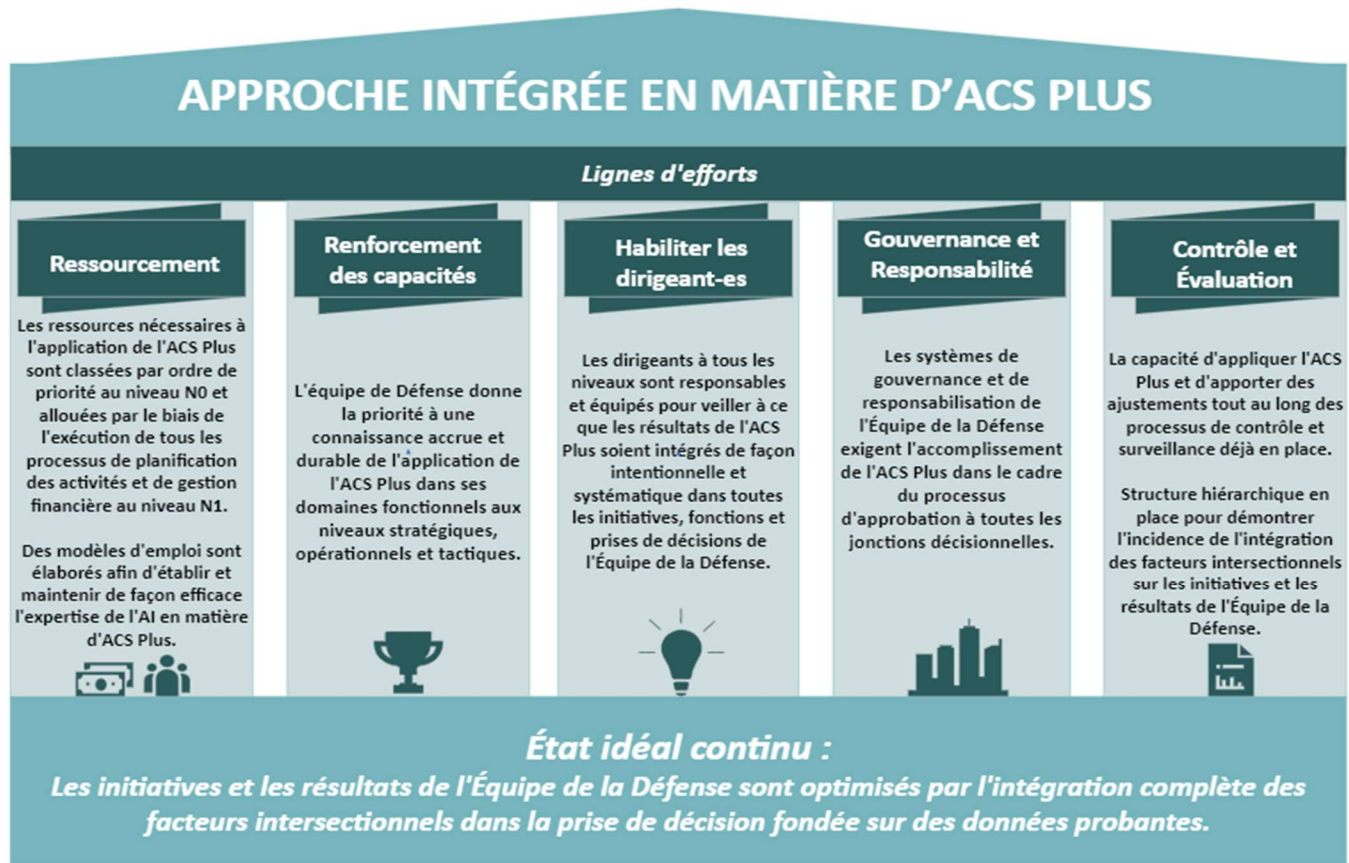 APPROCHE INTÉGRÉE EN MATIÈRE D'ACS PLUS
Lignes d'efforts
Ressourcement
Les ressources nécessaires à
l'application de l'ACS Plus
sont classées par ordre de
priorité au niveau N0 et
allouées par le biais de
l'exécution de tous les
processus de planification
des activités et de gestion
financière au niveau N1.
Des modèles d'emploi sont
élaborés afin d'établir et
maintenir de façon efficace
l'expertise de l'AI en matière
d'ACS Plus.
Renforcement
des capacités
L'équipe de Défense donne
la priorité à une
connaissance accrue et
durable de l'application de
l'ACS Plus dans ses
domaines fonctionnels aux
niveaux stratégiques,
opérationnels et tactiques.
Habiliter les
dirigeant-es
Les dirigeants à tous les
niveaux sont responsables
et équipés pour veiller à ce
que les résultats de l'ACS
Plus soient intégrés de façon
intentionnelle et
systématique dans toutes
les initiatives, fonctions et
prises de décisions de
l'Équipe de la Défense.
Gouvernance et
Responsabilité
Les systèmes de
gouvernance et de
responsabilisation de
l'Équipe de la Défense
exigent l'accomplissement
de l'ACS Plus dans le cadre
du processus
d'approbation à toutes les
jonctions décisionnelles.
Contrôle et
Évaluation
La capacité d'appliquer l'ACS
Plus et d'apporter des
ajustements tout au long des
processus de contrôle et
surveillance déjà en place.
Structure hiérarchique en
place pour démontrer
l'incidence de l'intégration
des facteurs intersectionnels
sur les initiatives et les
résultats de l'Équipe de la
Défense.
État idéal continu :
Les initiatives et les résultats de l'Équipe de la Défense sont optimisés par l'intégration complète des
facteurs intersectionnels dans la prise de décision fondée sur des données probantes.